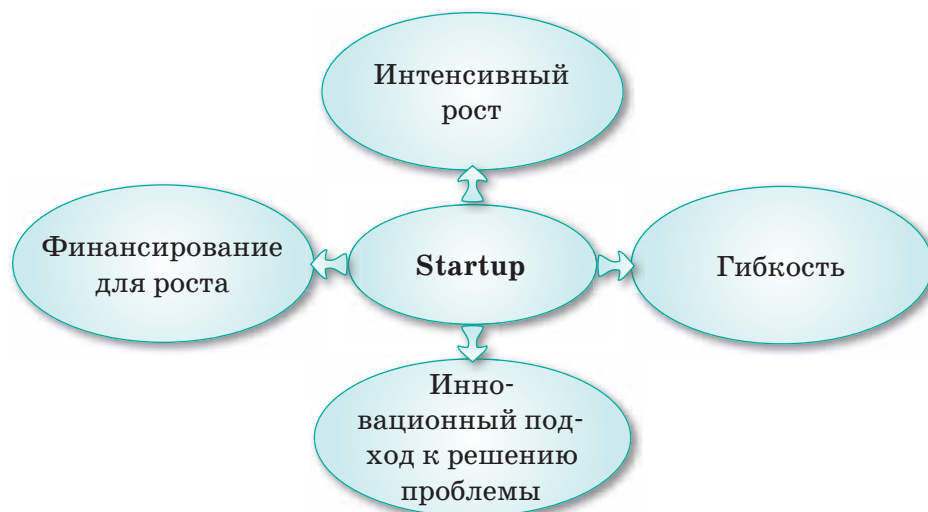 Интенсивный
рост
Финансирование
для роста
Startup
Гибкость
Инно-
вационный под-
ход к решению
проблемы